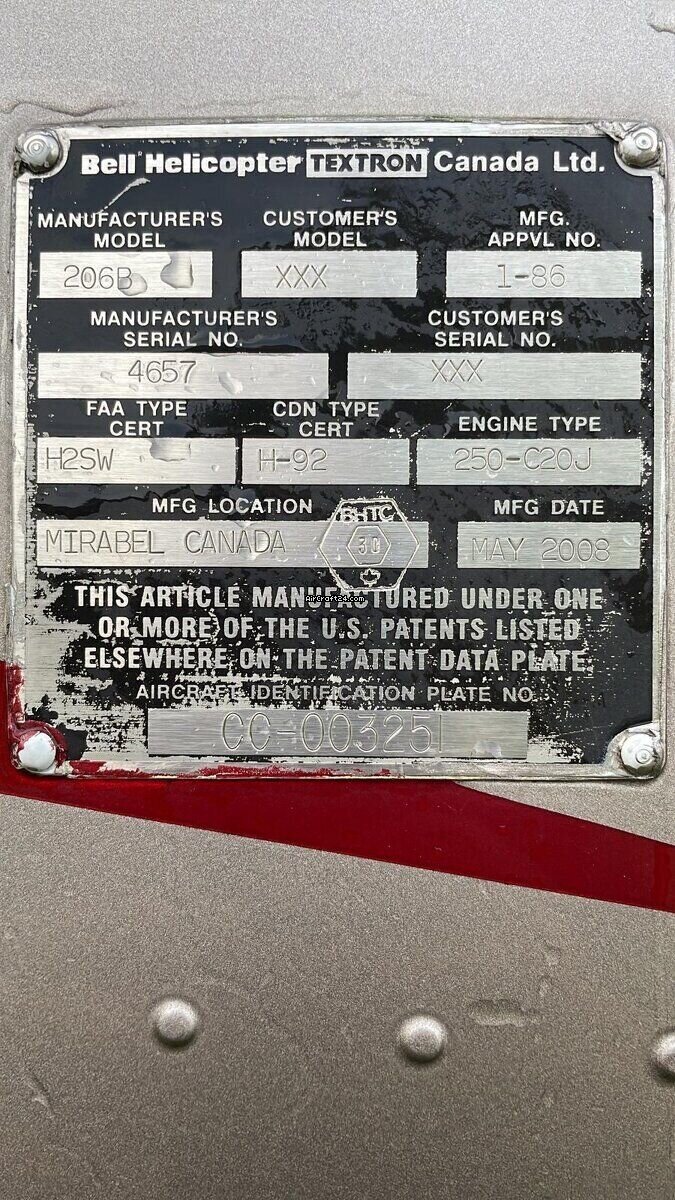 Bell Helicopter TEXTRON Canada Ltd.
MANUFACTURER'S MODEL
CUSTOMER'S MODEL
MFG. APPVL NO.
206B
XXX
1-86
MANUFACTURER'S SERIAL NO.
CUSTOMER'S SERIAL NO.
4657
XXX
FAA TYPE CERT
CDN TYPE CERT
ENGINE TYPE
H2SW
H-92
250-C20J
MFG LOCATION
MFG DATE
MIRABEL CANADA
BHTC
30
MAY 2008
AirCraft24.com
THIS ARTICLE MANUFACTURED UNDER ONE
OR MORE OF THE U.S. PATENTS LISTED
ELSEWHERE ON THE PATENT DATA PLATE.
AIRCRAFT IDENTIFICATION PLATE NO
CC-003251